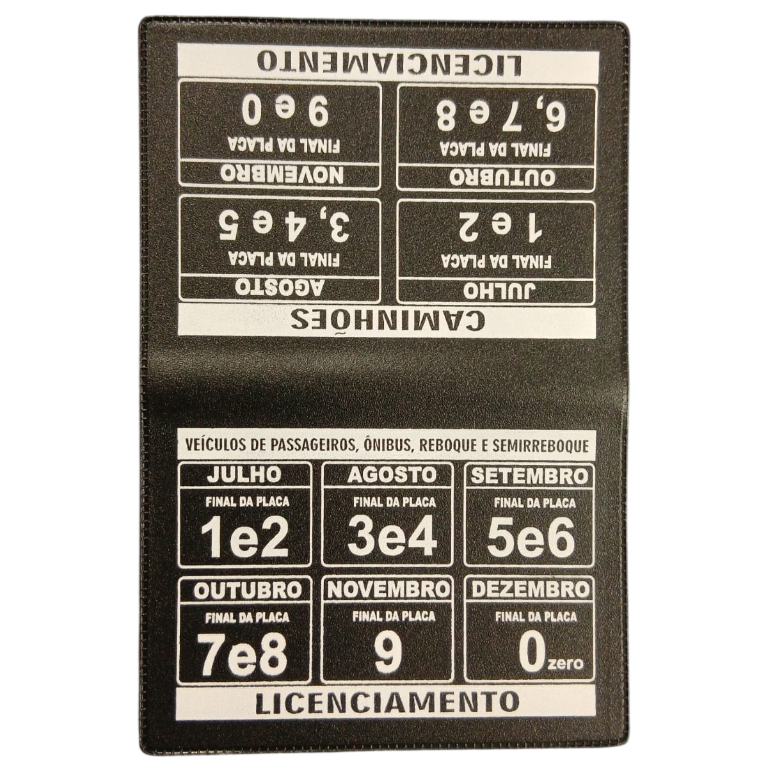 CAMINHÕES
JULHO
FINAL DA PLACA
1 e 2
AGOSTO
FINAL DA PLACA
3, 4 e 5
OUTUBRO
FINAL DA PLACA
6, 7 e 8
NOVEMBRO
FINAL DA PLACA
9 e 0
LICENCIAMENTO
VEÍCULOS DE PASSAGEIROS, ÔNIBUS, REBOQUE E SEMIRREBOQUE
JULHO
FINAL DA PLACA
1e2
AGOSTO
FINAL DA PLACA
3e4
SETEMBRO
FINAL DA PLACA
5e6
OUTUBRO
FINAL DA PLACA
7e8
NOVEMBRO
FINAL DA PLACA
9
DEZEMBRO
FINAL DA PLACA
0 zero
LICENCIAMENTO